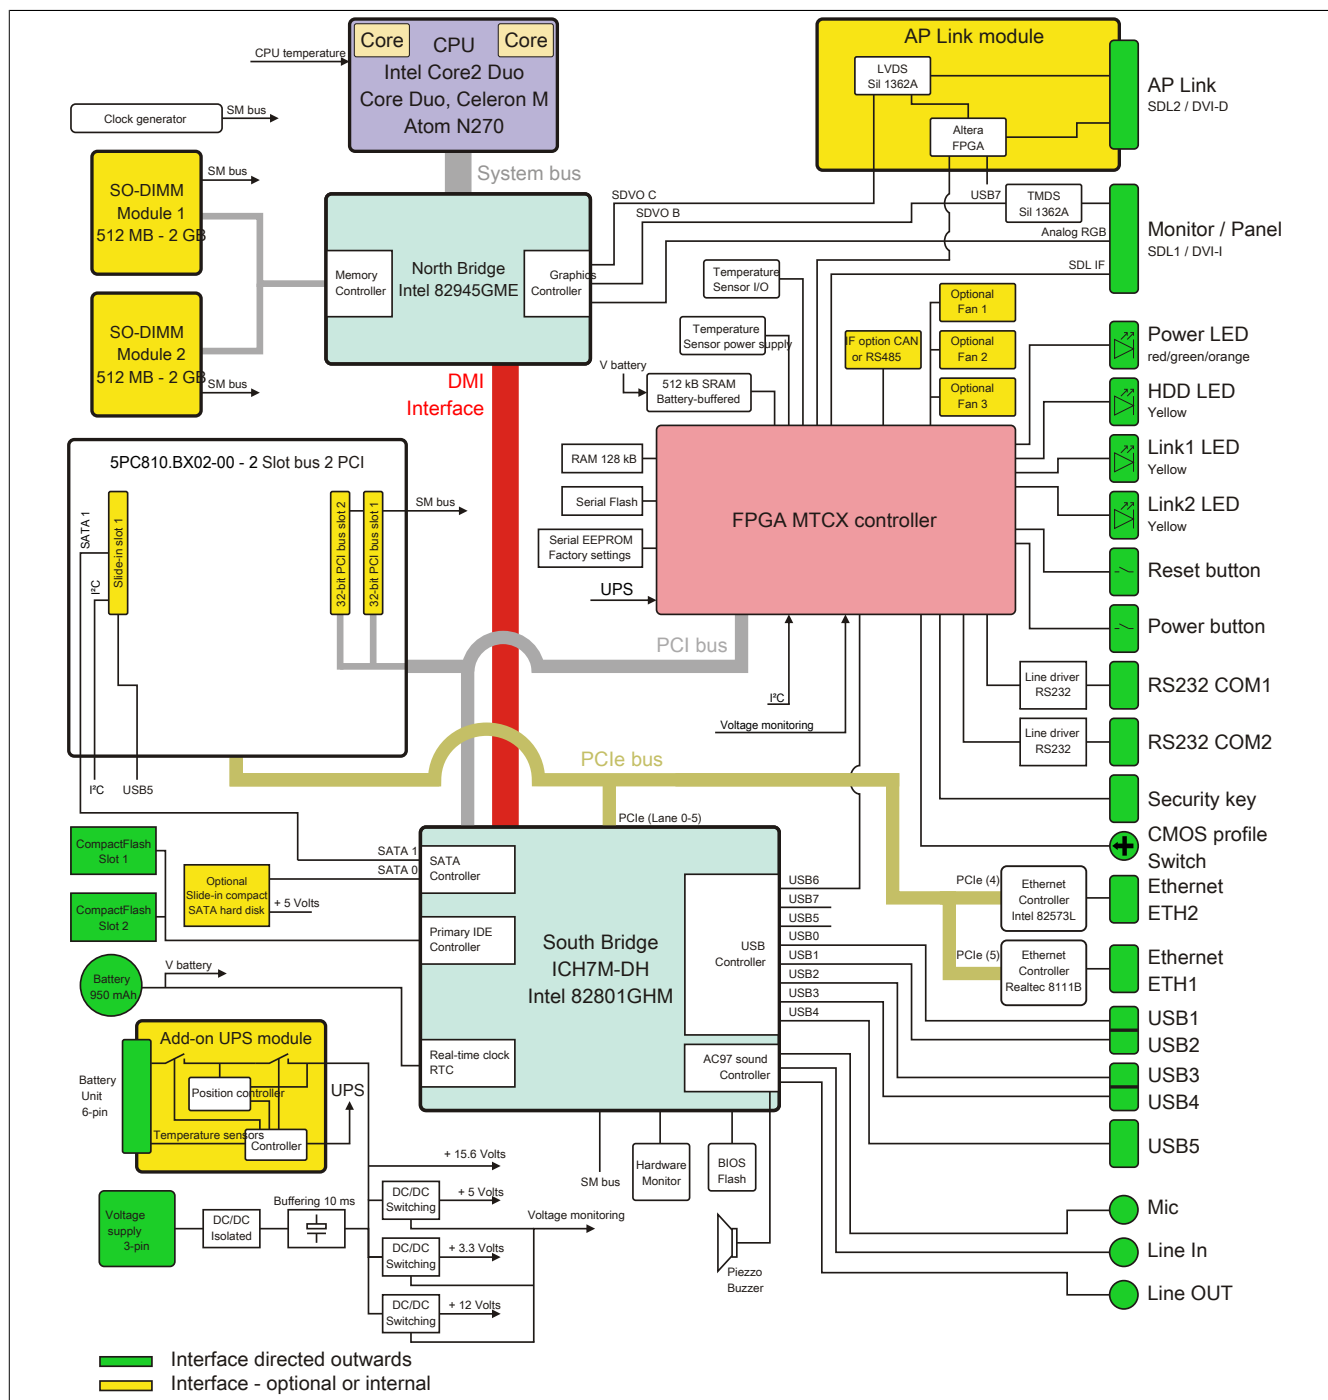 Core
CPU
Core
Intel Core2 Duo
Core Duo, Celeron M
Atom N270
CPU temperature
Clock generator
SM bus
SO-DIMM
Module 1
512 MB - 2 GB
SM bus
SO-DIMM
Module 2
512 MB - 2 GB
SM bus
System bus
Memory
Controller
North Bridge
Intel 82945GME
Graphics
Controller
DMI
Interface
AP Link module
LVDS
Sil 1362A
Altera
FPGA
AP Link
SDL2 / DVI-D
SDVO C
SDVO B
USB7
TMDS
Sil 1362A
Analog RGB
SDL IF
Monitor / Panel
SDL1 / DVI-I
Temperature
Sensor I/O
Temperature
Sensor power supply
V battery
512 kB SRAM
Battery-buffered
IF option CAN
or RS485
Optional
Fan 1
Optional
Fan 2
Optional
Fan 3
Power LED
red/green/orange
HDD LED
Yellow
Link1 LED
Yellow
Link2 LED
Yellow
Reset button
Power button
5PC810.BX02-00 - 2 Slot bus 2 PCI
SATA 1
I²C
Slide-in slot 1
32-bit PCI bus slot 2
32-bit PCI bus slot 1
SM bus
I²C
USB5
RAM 128 kB
Serial Flash
Serial EEPROM
Factory settings
UPS
FPGA MTCX controller
PCI bus
I²C
Voltage monitoring
Line driver
RS232
RS232 COM1
Line driver
RS232
RS232 COM2
Security key
CMOS profile
Switch
PCIe bus
PCIe (Lane 0-5)
PCIe (4)
Ethernet
Controller
Intel 82573L
Ethernet
ETH2
PCIe (5)
Ethernet
Controller
Realtec 8111B
Ethernet
ETH1
CompactFlash
Slot 1
CompactFlash
Slot 2
Optional
Slide-in compact
SATA hard disk
+ 5 Volts
SATA 1
SATA 0
SATA
Controller
Primary IDE
Controller
South Bridge
ICH7M-DH
Intel 82801GHM
USB
Controller
USB6
USB7
USB5
USB0
USB1
USB2
USB3
USB4
Real-time clock
RTC
AC97 sound
Controller
Battery
950 mAh
V battery
USB1
USB2
USB3
USB4
USB5
Mic
Line In
Line OUT
Add-on UPS module
Battery
Unit
6-pin
Position controller
Temperature sensors
Controller
UPS
SM bus
Hardware
Monitor
BIOS
Flash
Piezzo
Buzzer
Voltage
supply
3-pin
DC/DC
Isolated
Buffering 10 ms
+ 15.6 Volts
DC/DC
Switching
+ 5 Volts
Voltage monitoring
DC/DC
Switching
+ 3.3 Volts
DC/DC
Switching
+ 12 Volts
Interface directed outwards
Interface - optional or internal